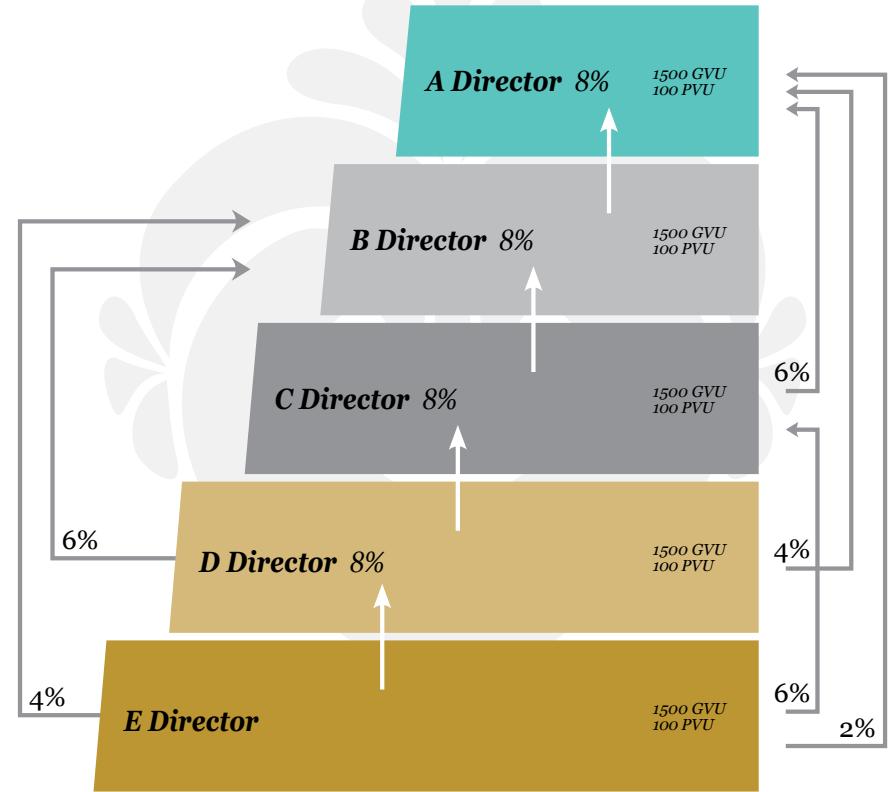 A Director 8%
1500 GVU
100 PVU
B Director 8%
1500 GVU
100 PVU
C Director 8%
1500 GVU
100 PVU
6%
D Director 8%
1500 GVU
100 PVU
6%
4%
E Director
1500 GVU
100 PVU
4%
6%
2%